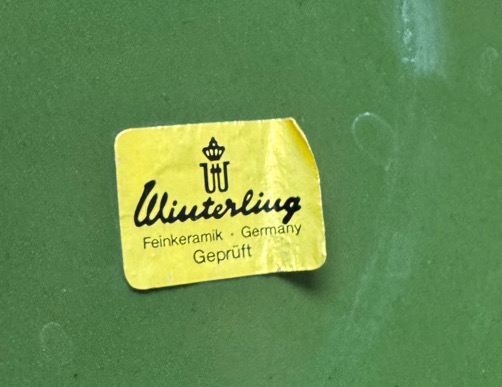 W
Winterling
Feinkeramik · Germany
Geprüft